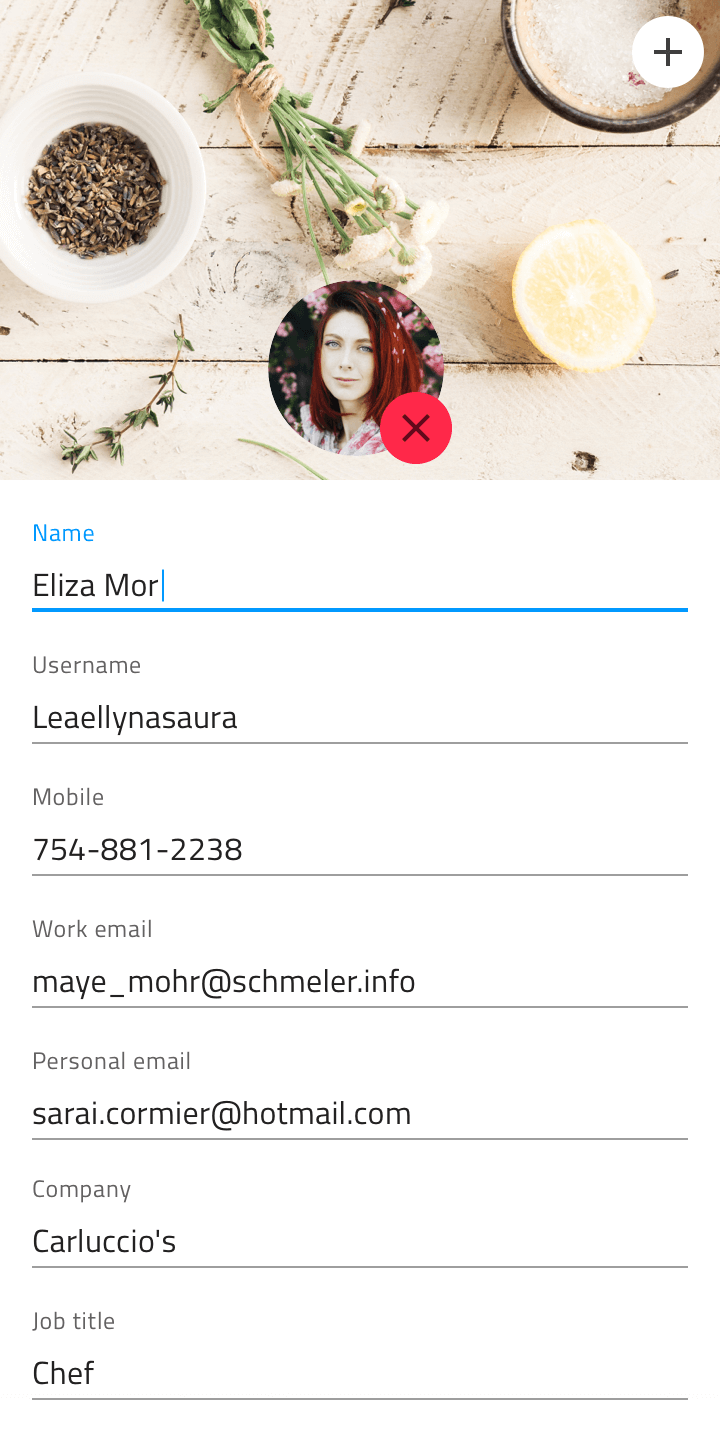 Name
Eliza Mor
Username
Leaellynasaura
Mobile
754-881-2238
Work email
maye_mohr@schmeler.info
Personal email
sarai.cormier@hotmail.com
Company
Carluccio's
Job title
Chef